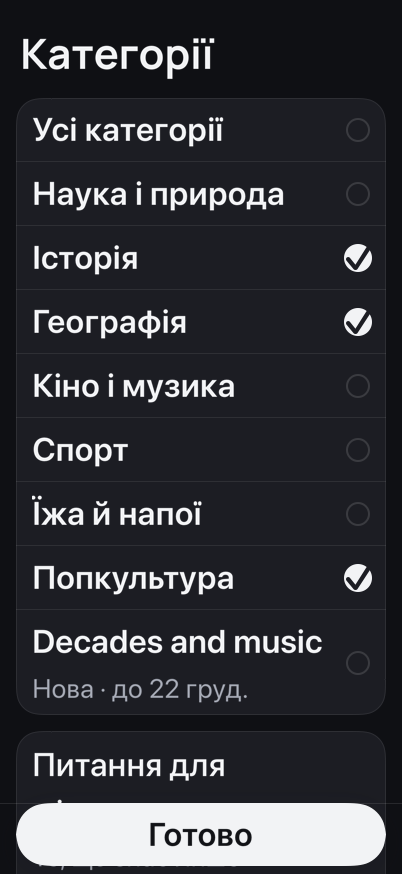 Категорії
Усі категорії
Наука і природа
Історія
Географія
Кіно і музика
Спорт
Їжа й напої
Попкультура
Decades and music
Нова · до 22 груд.
Питання для
Готово